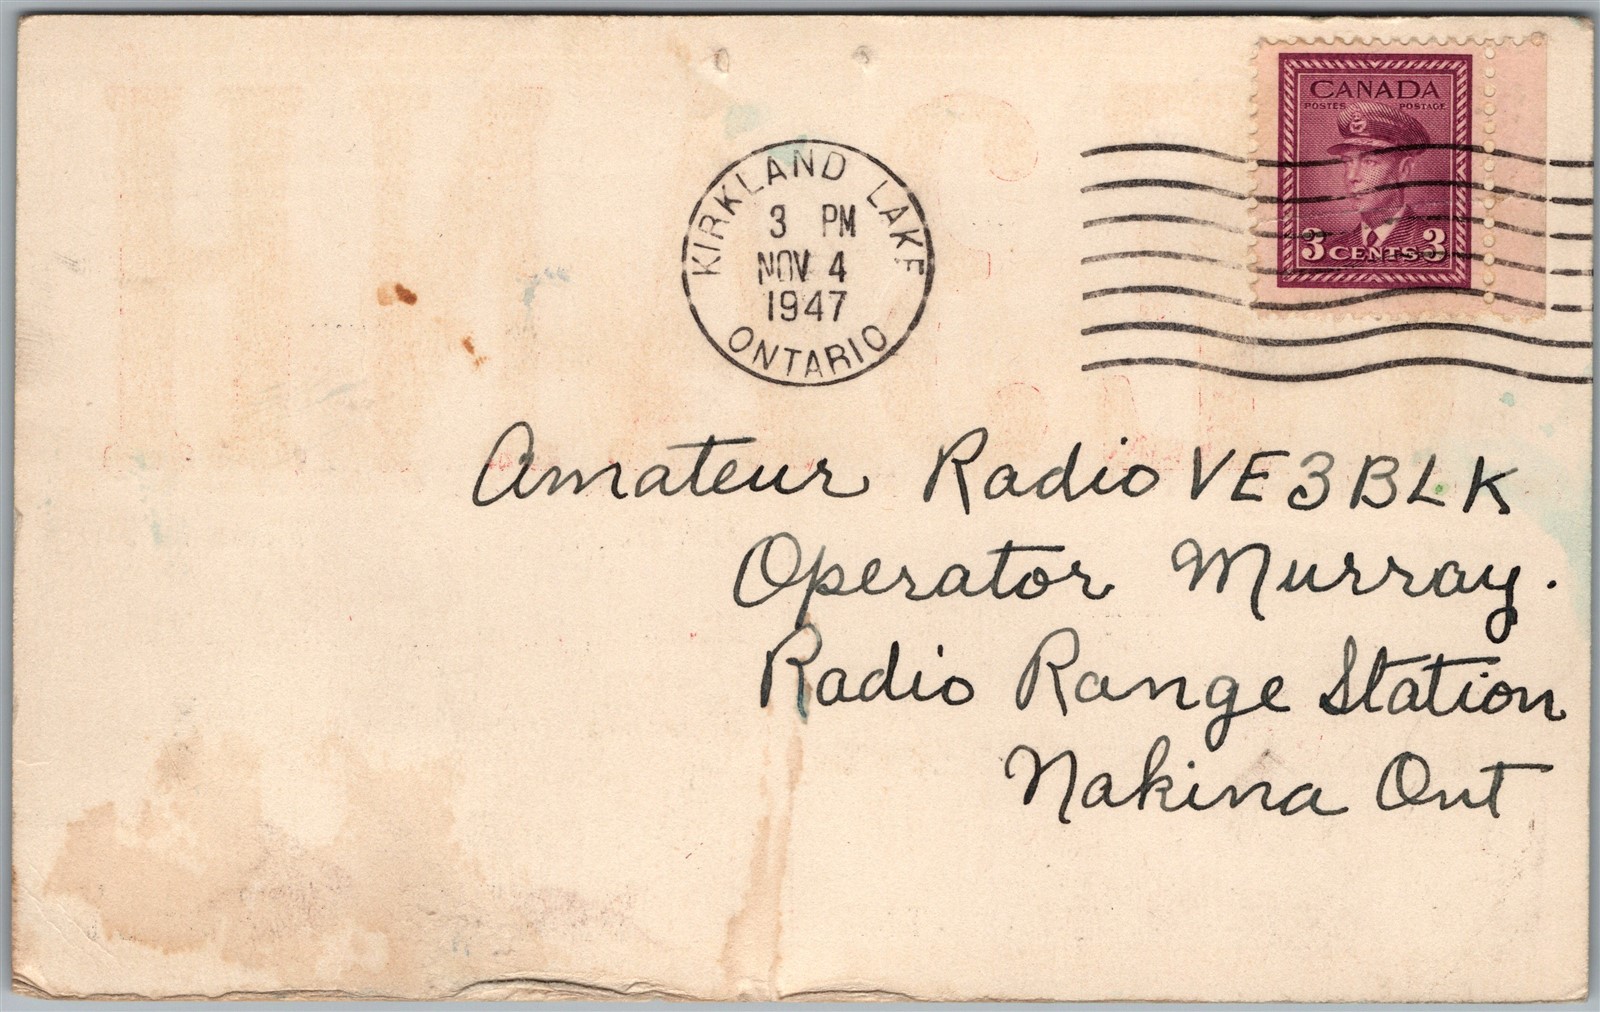 CANADA
POSTES POSTAGE
3 CENTS 3
KIRKLAND LAKE
3 PM
NOV 4
1947
ONTARIO
Amateur Radio VE3BLK
Operator Murray.
Radio Range Station
Nakina Ont